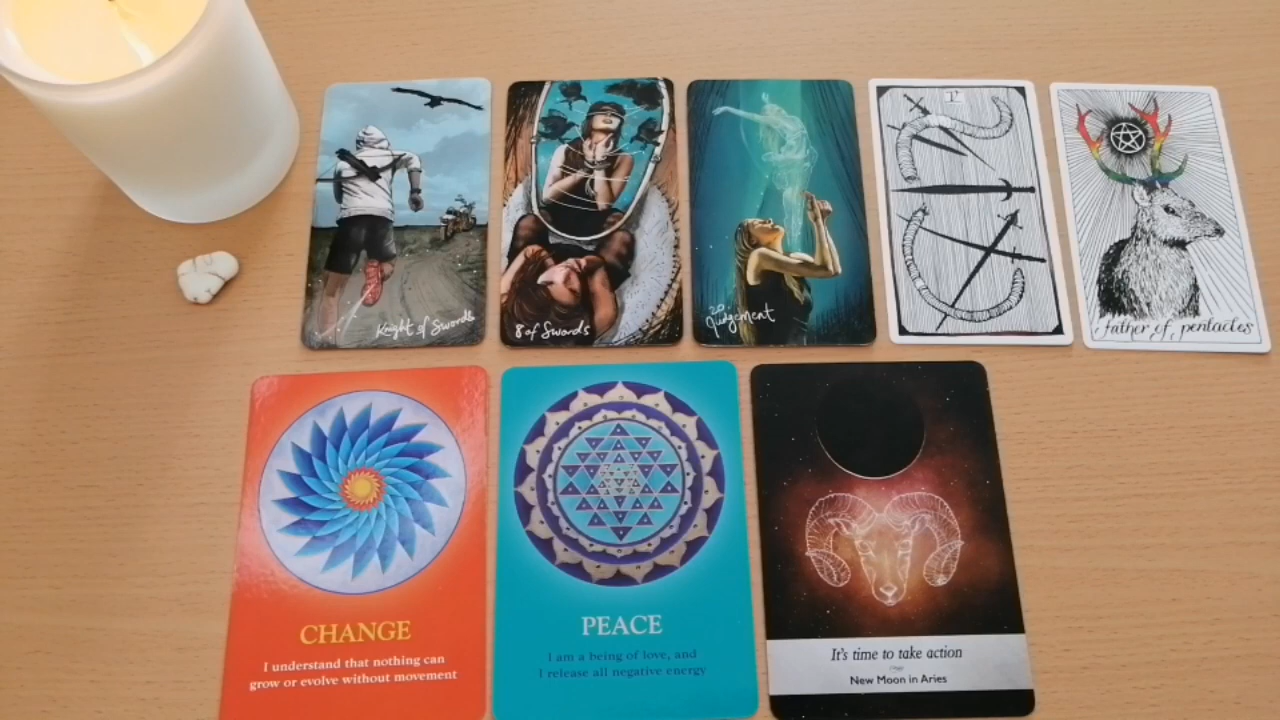 Knight of Swords
8 of Swords
20
Judgement
father of pentacles
CHANGE
I understand that nothing can
grow or evolve without movement
PEACE
I am a being of love, and
I release all negative energy
It's time to take action
New Moon in Aries